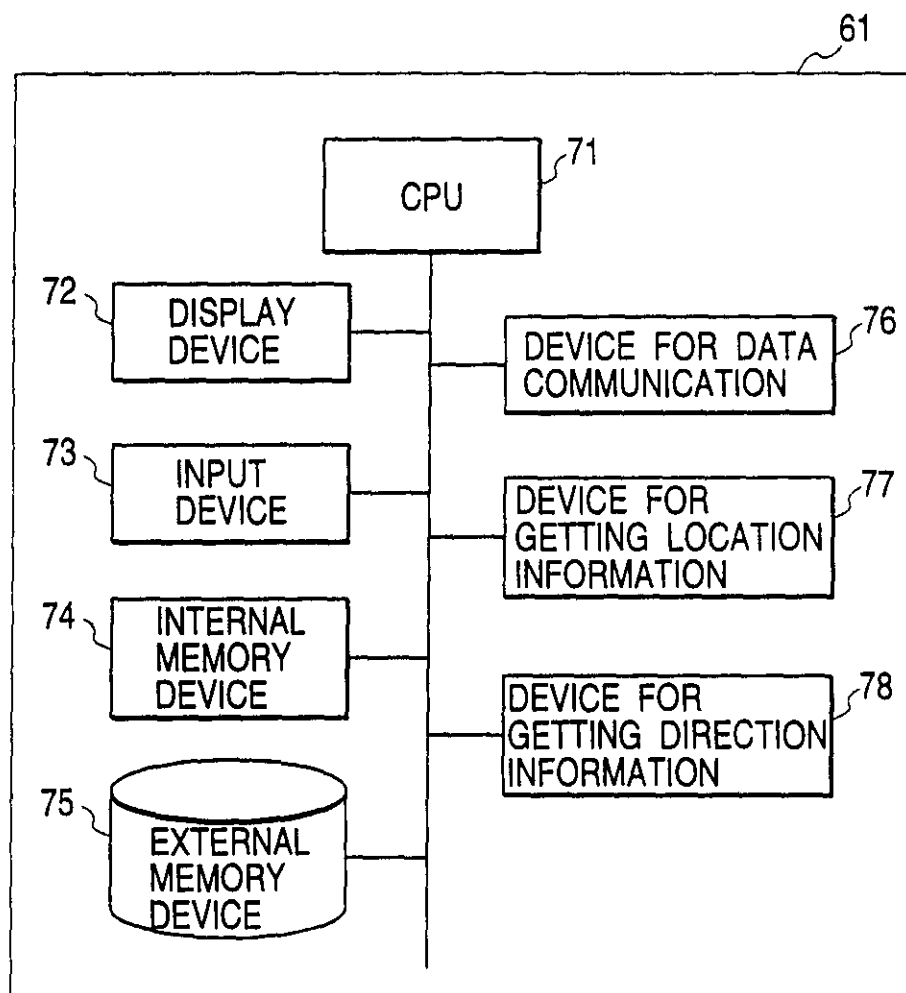 61
71
CPU
72
DISPLAY
DEVICE
76
DEVICE FOR DATA
COMMUNICATION
73
INPUT
DEVICE
77
DEVICE FOR
GETTING LOCATION
INFORMATION
74
INTERNAL
MEMORY
DEVICE
78
DEVICE FOR
GETTING DIRECTION
INFORMATION
75
EXTERNAL
MEMORY
DEVICE